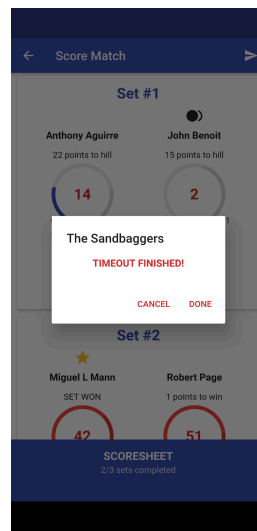 Score Match
Set #1
Anthony Aguirre
John Benoit
22 points to hill
15 points to hill
14
2
1
The Sandbaggers
TIMEOUT FINISHED!
CANCEL
DONE
Set #2
Miguel L Mann
Robert Page
SET WON
1 points to win
42
51
SCORESHEET
2/3 sets completed